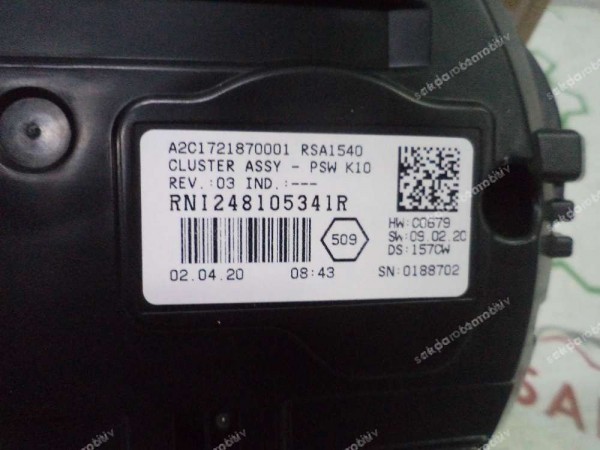 A2C1721870001 RSA1540
CLUSTER ASSY - PSW K10
REV.:03 IND.:---
RNI248105341R
509
HW:C0679
SW:09.02.20
DS:157CW
02.04.20 08:43 SN:0188702